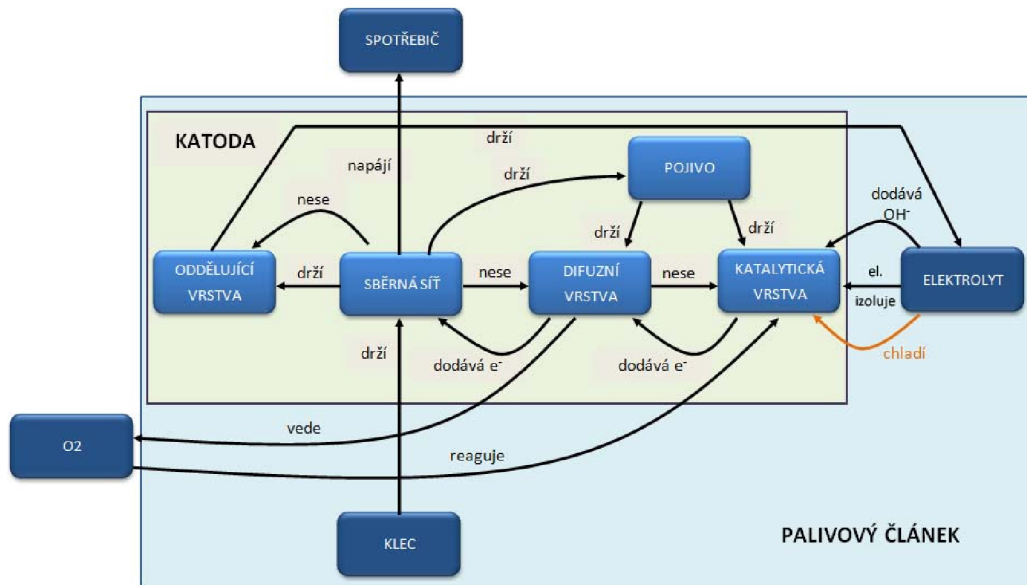 SPOTŘEBIČ
KATODA
drží
napájí
drží
POJIVO
nese
dodává
OH⁻
drží
drží
ODDĚLUJÍCÍ
VRSTVA
drží
SBĚRNÁ SÍŤ
nese
DIFUZNÍ
VRSTVA
nese
KATALYTICKÁ
VRSTVA
el.
izoluje
ELEKTROLYT
drží
dodává e⁻
dodává e⁻
chladí
vede
O2
reaguje
KLEC
PALIVOVÝ ČLÁNEK